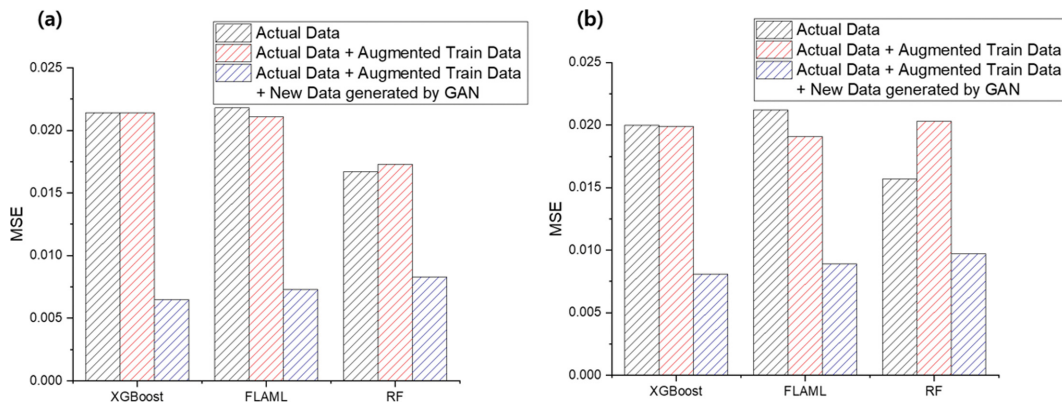 (a)
Actual Data
Actual Data + Augmented Train Data
Actual Data + Augmented Train Data
+ New Data generated by GAN
0.025
0.020
0.015
0.010
0.005
0.000
MSE
XGBoost FLAML RF
(b)
Actual Data
Actual Data + Augmented Train Data
Actual Data + Augmented Train Data
+ New Data generated by GAN
0.025
0.020
0.015
0.010
0.005
0.000
MSE
XGBoost FLAML RF